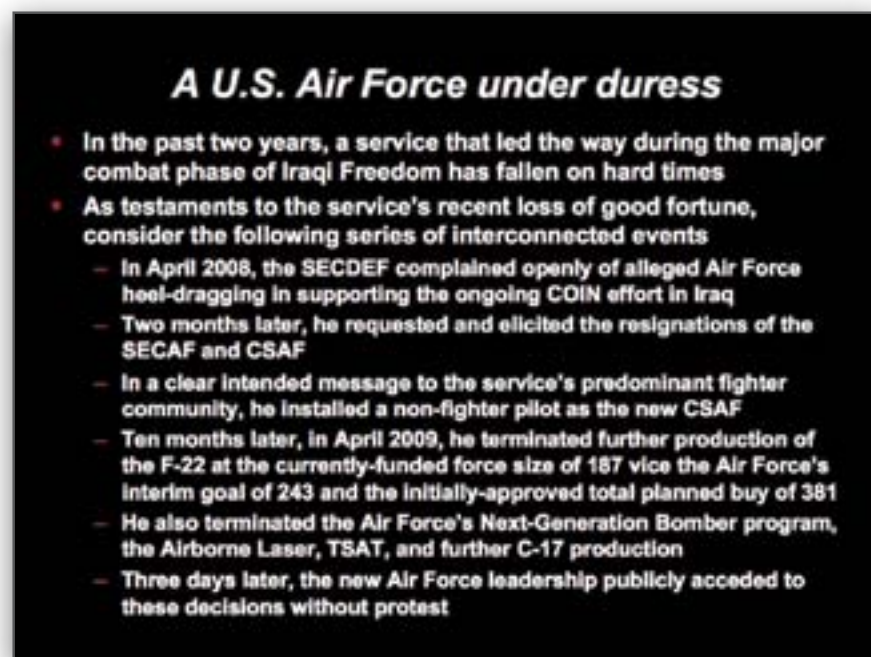 A U.S. Air Force under duress
• In the past two years, a service that led the way during the major
combat phase of Iraqi Freedom has fallen on hard times
• As testaments to the service's recent loss of good fortune,
consider the following series of interconnected events
– In April 2008, the SECDEF complained openly of alleged Air Force
heel-dragging in supporting the ongoing COIN effort in Iraq
– Two months later, he requested and elicited the resignations of the
SECAF and CSAF
– In a clear intended message to the service's predominant fighter
community, he installed a non-fighter pilot as the new CSAF
– Ten months later, in April 2009, he terminated further production of
the F-22 at the currently-funded force size of 187 vice the Air Force's
interim goal of 243 and the initially-approved total planned buy of 381
– He also terminated the Air Force's Next-Generation Bomber program,
the Airborne Laser, TSAT, and further C-17 production
– Three days later, the new Air Force leadership publicly acceded to
these decisions without protest